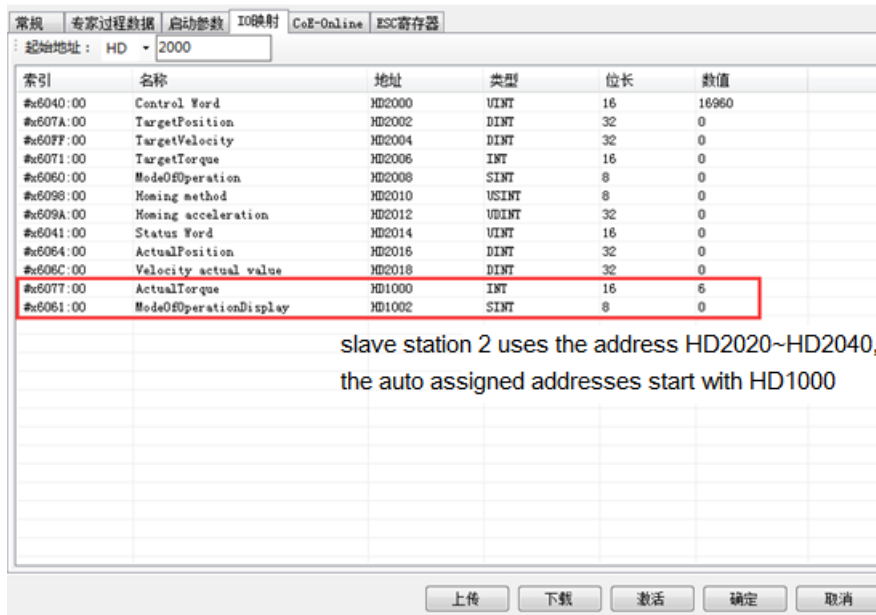 常规 专家过程数据 启动参数 IO映射 CoE-Online ESC寄存器
起始地址： HD 2000
索引 名称 地址 类型 位长 数值
#x6040:00 Control Word HD2000 UINT 16 16960
#x607A:00 TargetPosition HD2002 DINT 32 0
#x60FF:00 TargetVelocity HD2004 DINT 32 0
#x6071:00 TargetTorque HD2006 INT 16 0
#x6060:00 ModeOfOperation HD2008 SINT 8 0
#x6098:00 Homing method HD2010 USINT 8 0
#x609A:00 Homing acceleration HD2012 UDINT 32 0
#x6041:00 Status Word HD2014 UINT 16 0
#x6064:00 ActualPosition HD2016 DINT 32 0
#x606C:00 Velocity actual value HD2018 DINT 32 0
#x6077:00 ActualTorque HD1000 INT 16 6
#x6061:00 ModeOfOperationDisplay HD1002 SINT 8 0
slave station 2 uses the address HD2020~HD2040,
the auto assigned addresses start with HD1000
上传 下载 激活 确定 取消